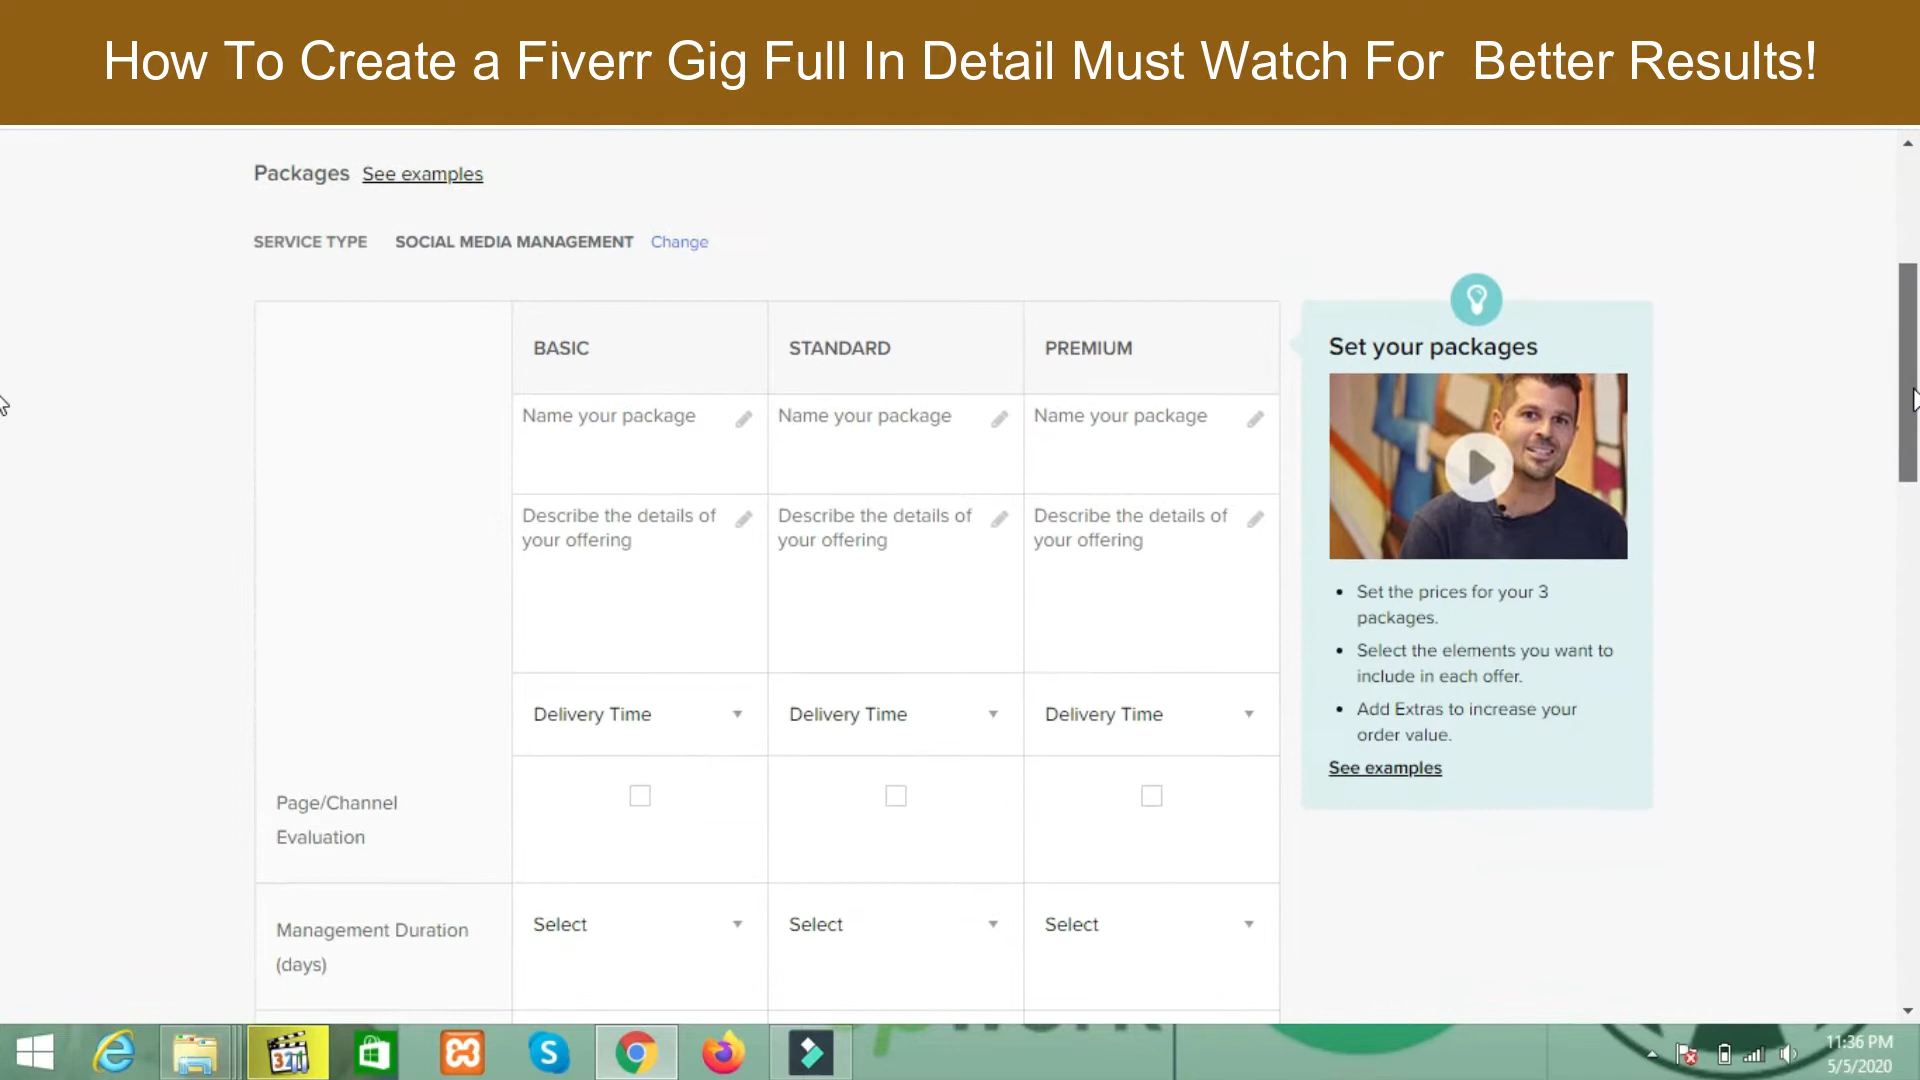 How To Create a Fiverr Gig Full In Detail Must Watch For  Better Results!
Packages See examples
SERVICE TYPE SOCIAL MEDIA MANAGEMENT Change
BASIC STANDARD PREMIUM
Name your package Name your package Name your package
Describe the details of Describe the details of Describe the details of
your offering your offering your offering
Delivery Time Delivery Time Delivery Time
Page/Channel
Evaluation
Management Duration Select Select Select
(days)
Set your packages
• Set the prices for your 3
packages.
• Select the elements you want to
include in each offer.
• Add Extras to increase your
order value.
See examples
321
S
11:36 PM
5/5/2020